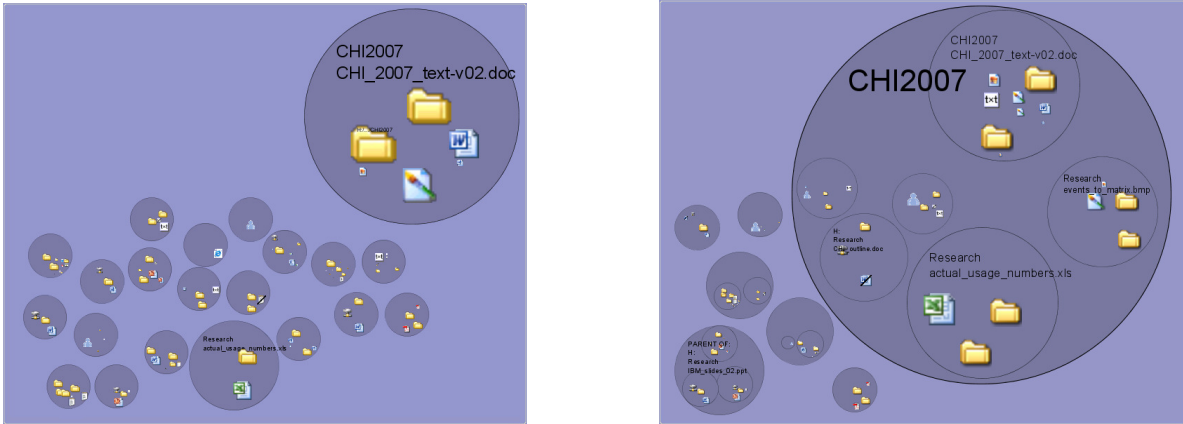 CHI2007
CHI_2007_text-v02.doc
Research
actual_usage_numbers.xls
CHI2007
CHI_2007_text-v02.doc
CHI2007
Research
events_to_matrix.bmp
H:
Research
Research
actual_usage_numbers.xls
PARENT OF:
H:
Research
IBM_slides_02.ppt